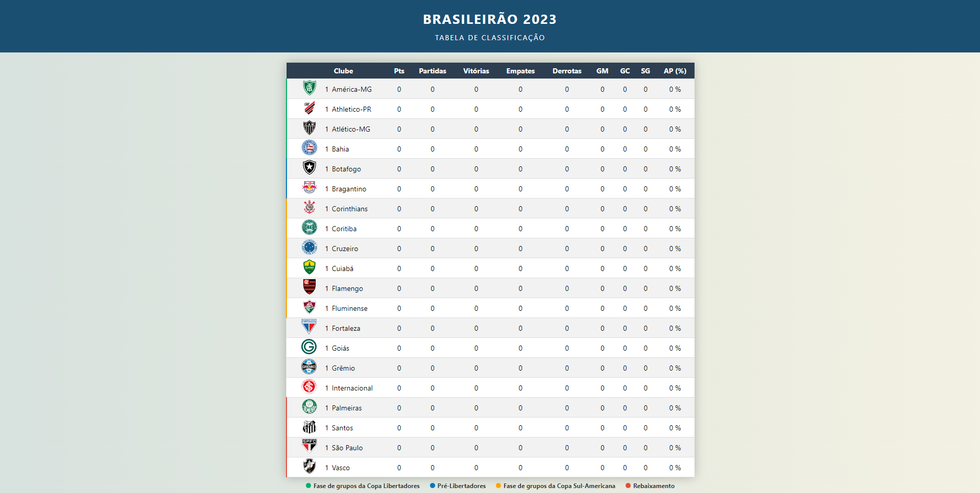 BRASILEIRÃO 2023
TABELA DE CLASSIFICAÇÃO
Clube Pts Partidas Vitórias Empates Derrotas GM GC SG AP (%)
1 América-MG 0 0 0 0 0 0 0 0 0 %
1 Athletico-PR 0 0 0 0 0 0 0 0 0 %
1 Atlético-MG 0 0 0 0 0 0 0 0 0 %
1 Bahia 0 0 0 0 0 0 0 0 0 %
1 Botafogo 0 0 0 0 0 0 0 0 0 %
1 Bragantino 0 0 0 0 0 0 0 0 0 %
1 Corinthians 0 0 0 0 0 0 0 0 0 %
1 Coritiba 0 0 0 0 0 0 0 0 0 %
1 Cruzeiro 0 0 0 0 0 0 0 0 0 %
1 Cuiabá 0 0 0 0 0 0 0 0 0 %
1 Flamengo 0 0 0 0 0 0 0 0 0 %
1 Fluminense 0 0 0 0 0 0 0 0 0 %
1 Fortaleza 0 0 0 0 0 0 0 0 0 %
1 Goiás 0 0 0 0 0 0 0 0 0 %
1 Grêmio 0 0 0 0 0 0 0 0 0 %
1 Internacional 0 0 0 0 0 0 0 0 0 %
1 Palmeiras 0 0 0 0 0 0 0 0 0 %
1 Santos 0 0 0 0 0 0 0 0 0 %
1 São Paulo 0 0 0 0 0 0 0 0 0 %
1 Vasco 0 0 0 0 0 0 0 0 0 %
Fase de grupos da Copa Libertadores Pré-Libertadores Fase de grupos da Copa Sul-Americana Rebaixamento